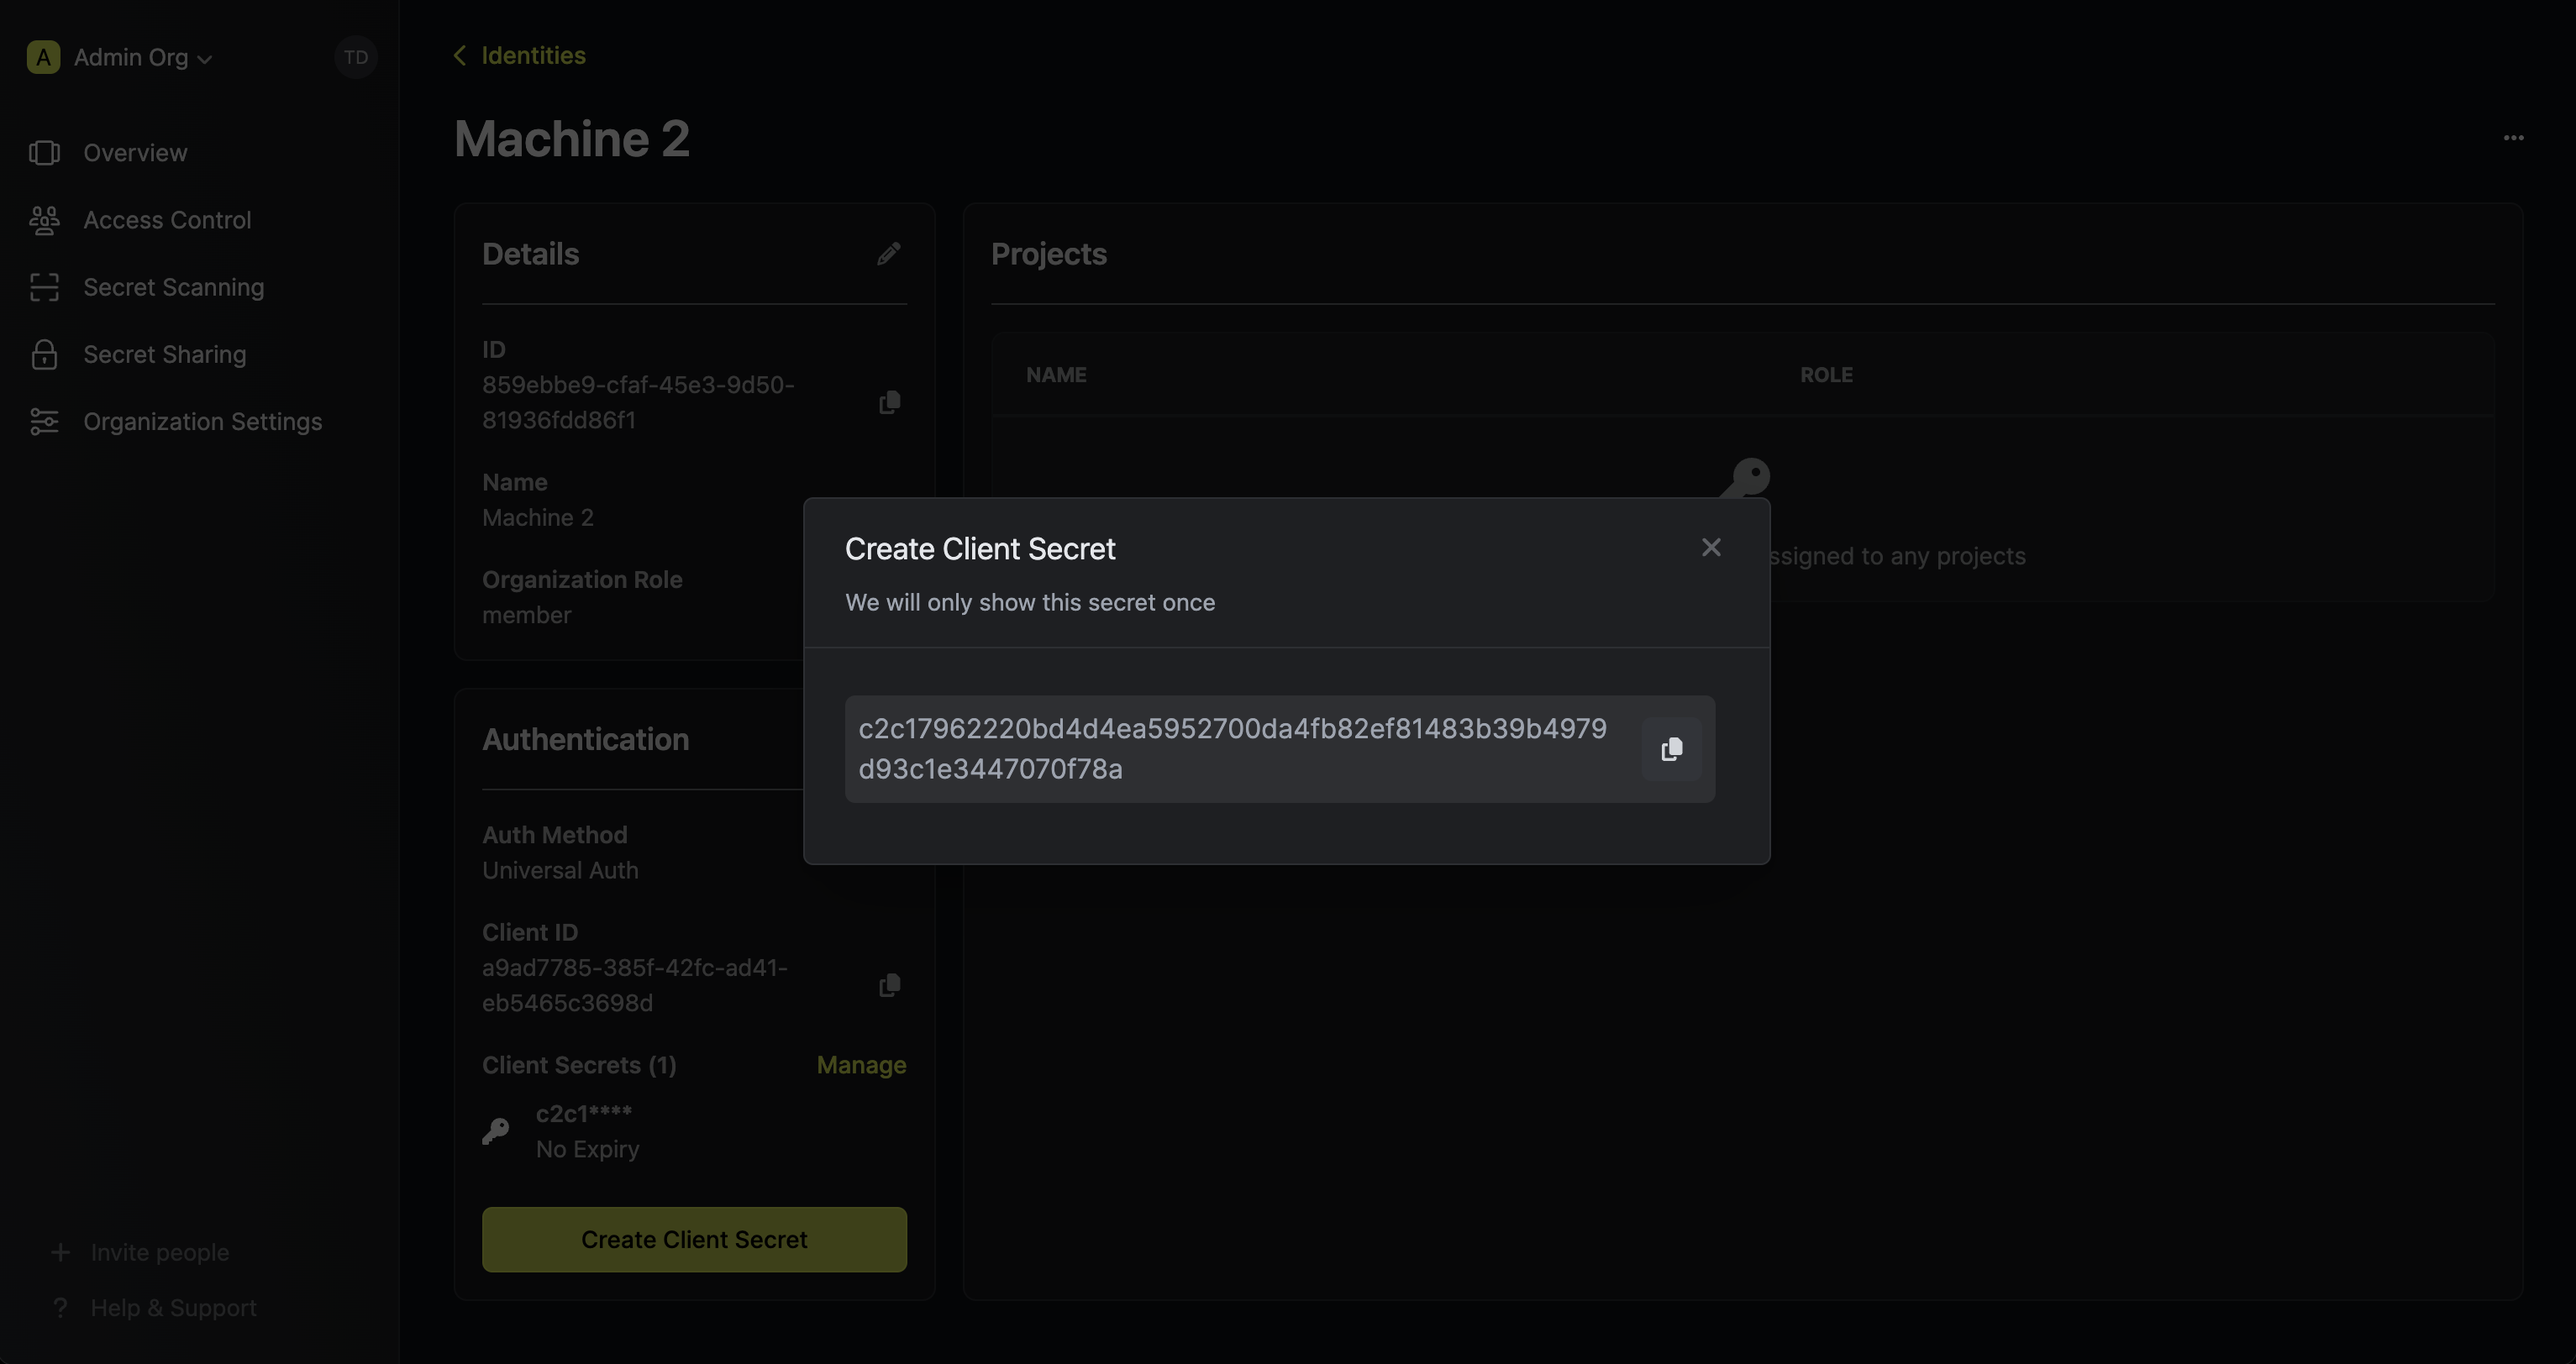 A
Admin Org
TD
Overview
Access Control
Secret Scanning
Secret Sharing
Organization Settings
Invite people
? Help & Support
Identities
Machine 2
Details
ID
859ebbe9-cfaf-45e3-9d50-
81936fdd86f1
Name
Machine 2
Organization Role
member
Authentication
Auth Method
Universal Auth
Client ID
a9ad7785-385f-42fc-ad41-
eb5465c3698d
Client Secrets (1)
Manage
c2c1****
No Expiry
Create Client Secret
Projects
NAME
ROLE
ssigned to any projects
Create Client Secret
We will only show this secret once
c2c17962220bd4d4ea5952700da4fb82ef81483b39b4979
d93c1e3447070f78a